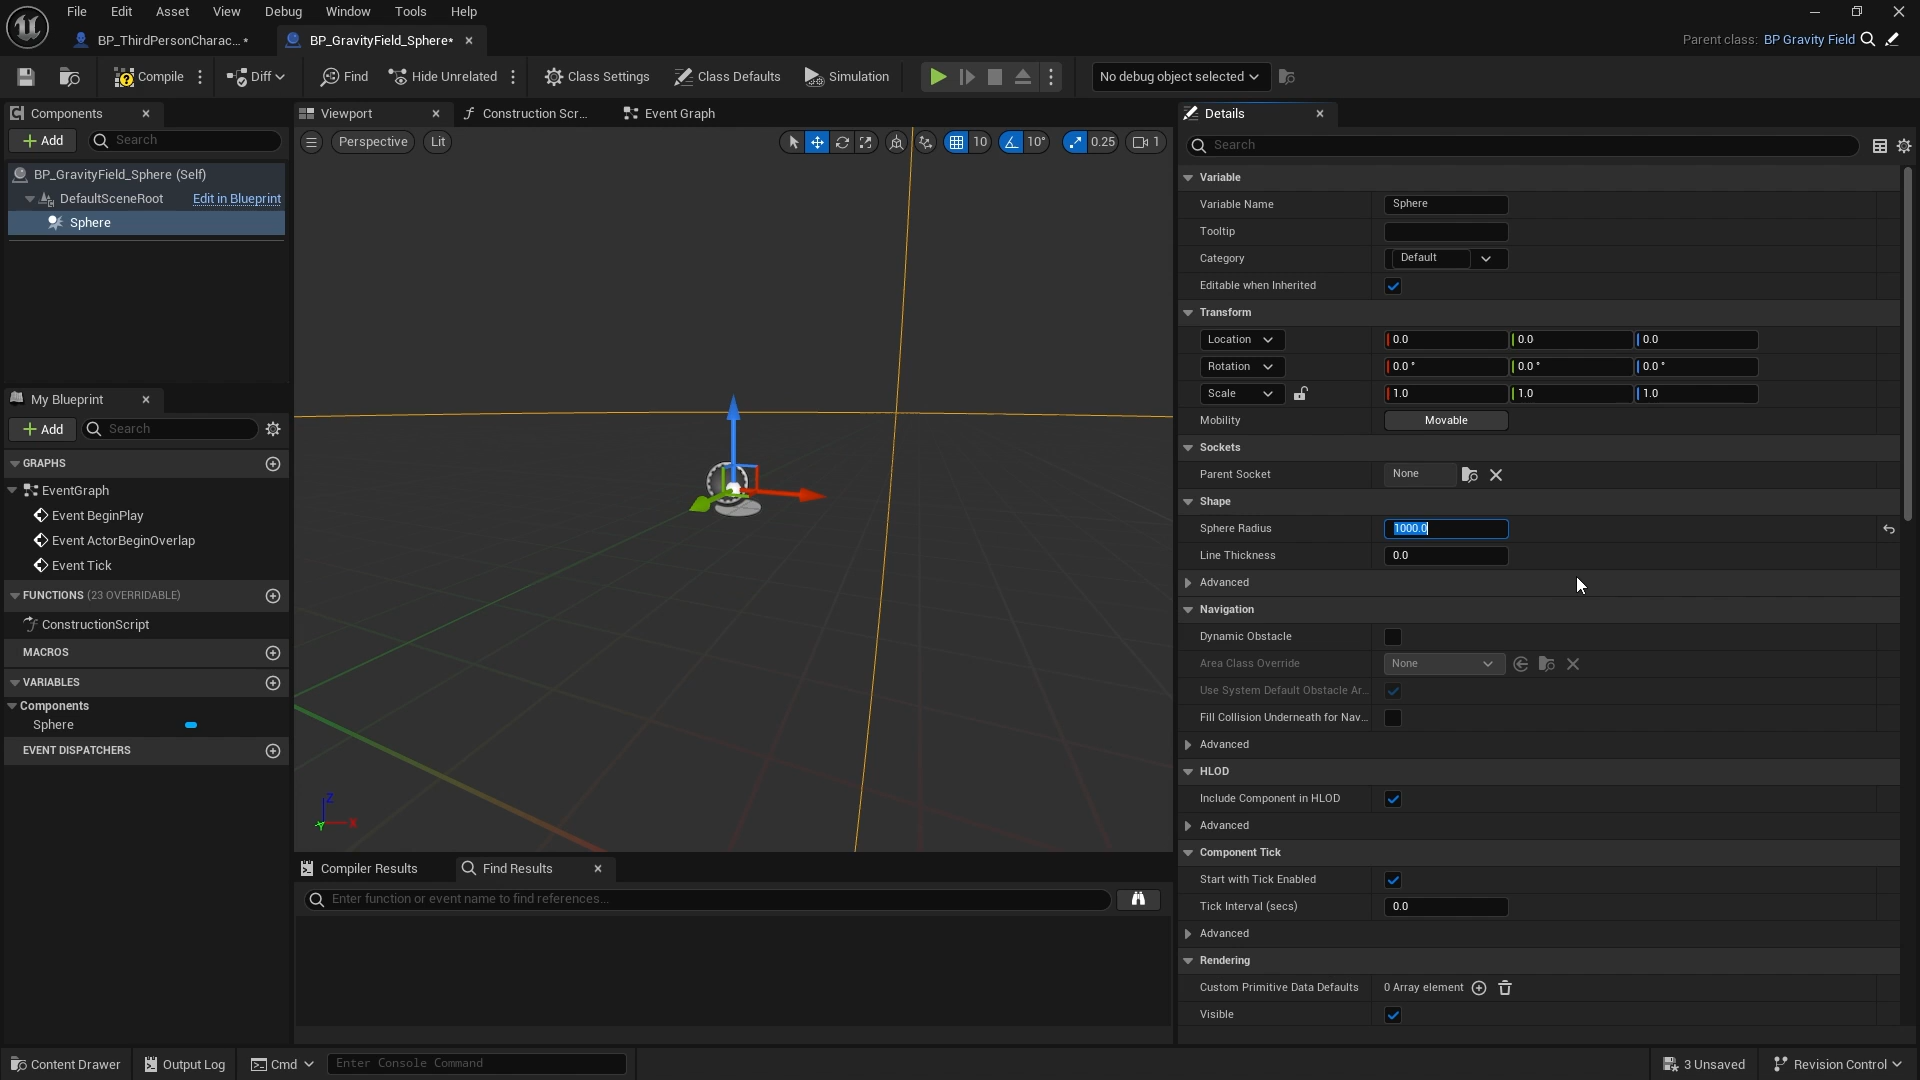 File Edit Asset View Debug Window Tools Help
BP_ThirdPersonCharac...* BP_GravityField_Sphere*
Parent class: BP Gravity Field
Compile Diff Find Hide Unrelated Class Settings Class Defaults Simulation No debug object selected
Components
Add Search
BP_GravityField_Sphere (Self)
DefaultSceneRoot Edit in Blueprint
Sphere
My Blueprint
Add Search
GRAPHS
EventGraph
Event BeginPlay
Event ActorBeginOverlap
Event Tick
FUNCTIONS (23 OVERRIDABLE)
ConstructionScript
MACROS
VARIABLES
Components
Sphere
EVENT DISPATCHERS
Viewport Construction Scr... Event Graph
Perspective Lit 10 10° 0.25 1
Z
X
Y
Compiler Results Find Results
Enter function or event name to find references...
Details
Search
Variable
Variable Name Sphere
Tooltip
Category Default
Editable when Inherited
Transform
Location 0.0 0.0 0.0
Rotation 0.0 ° 0.0 ° 0.0 °
Scale 1.0 1.0 1.0
Mobility Movable
Sockets
Parent Socket None
Shape
Sphere Radius 1000.0
Line Thickness 0.0
Advanced
Navigation
Dynamic Obstacle
Area Class Override None
Use System Default Obstacle Ar...
Fill Collision Underneath for Nav...
Advanced
HLOD
Include Component in HLOD
Advanced
Component Tick
Start with Tick Enabled
Tick Interval (secs) 0.0
Advanced
Rendering
Custom Primitive Data Defaults 0 Array element
Visible
Content Drawer Output Log Cmd Enter Console Command 3 Unsaved Revision Control